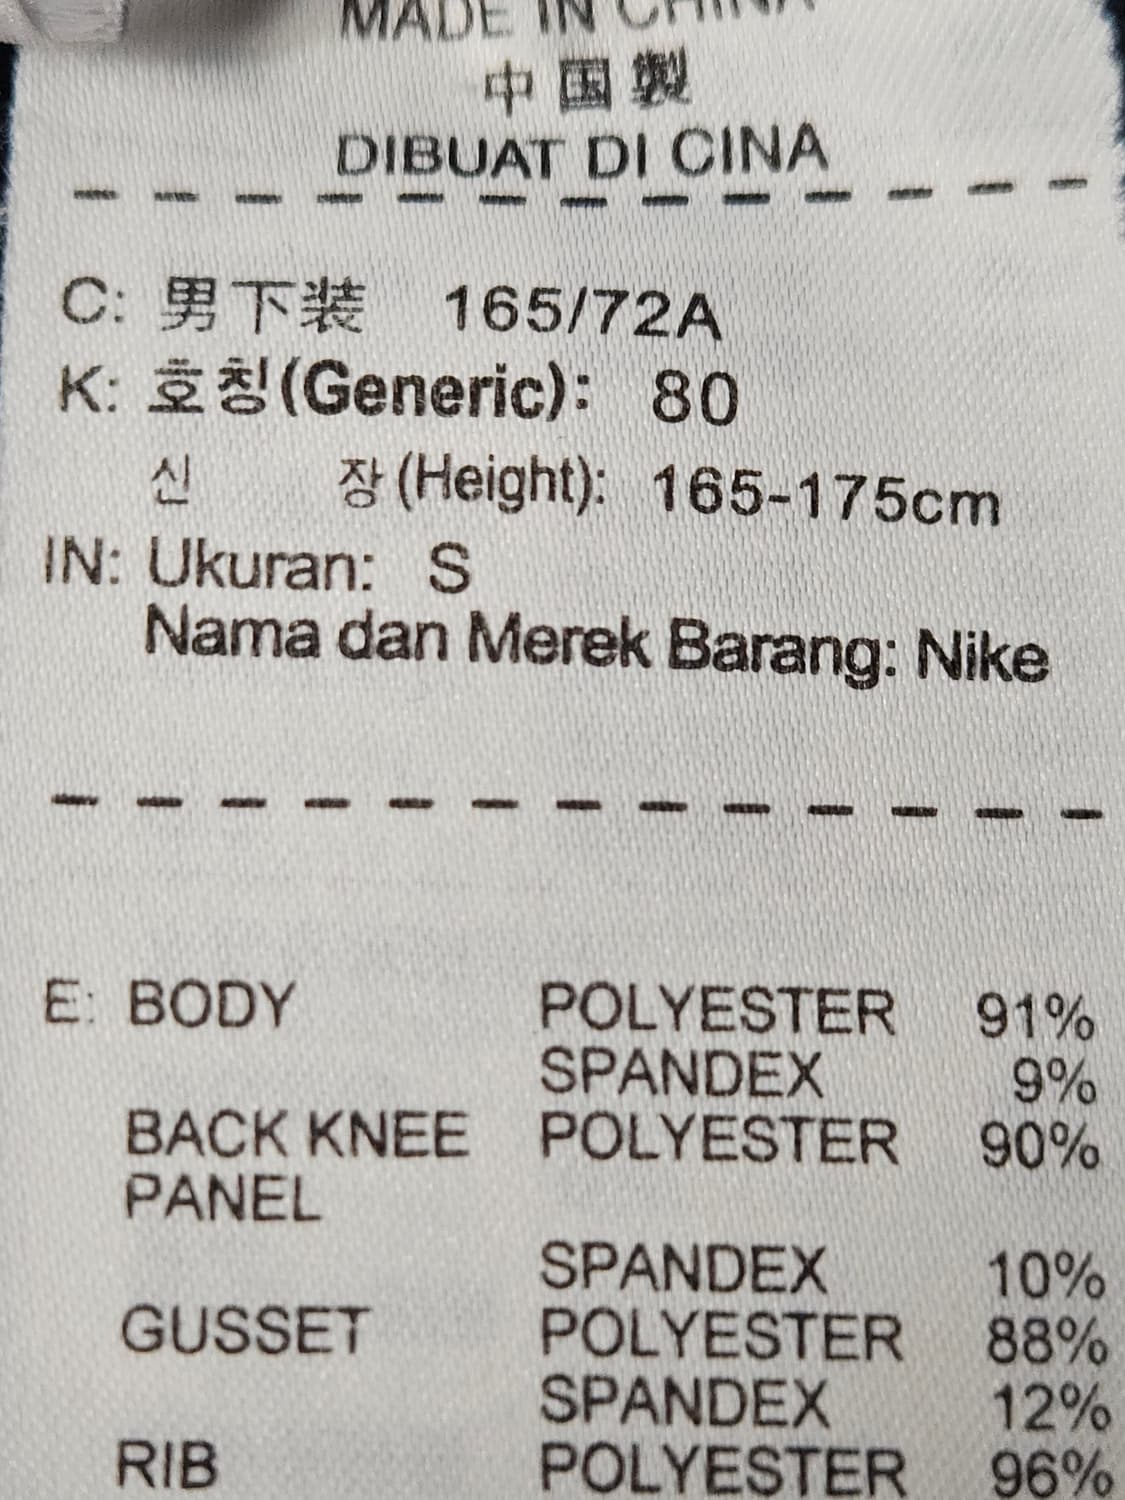 MADE IN CHINA
中国製
DIBUAT DI CINA
C: 男下装 165/72A
K: 호칭(Generic): 80
신 장(Height): 165-175cm
IN: Ukuran: S
Nama dan Merek Barang: Nike
E: BODY POLYESTER 91%
SPANDEX 9%
BACK KNEE POLYESTER 90%
PANEL
SPANDEX 10%
GUSSET POLYESTER 88%
SPANDEX 12%
RIB POLYESTER 96%